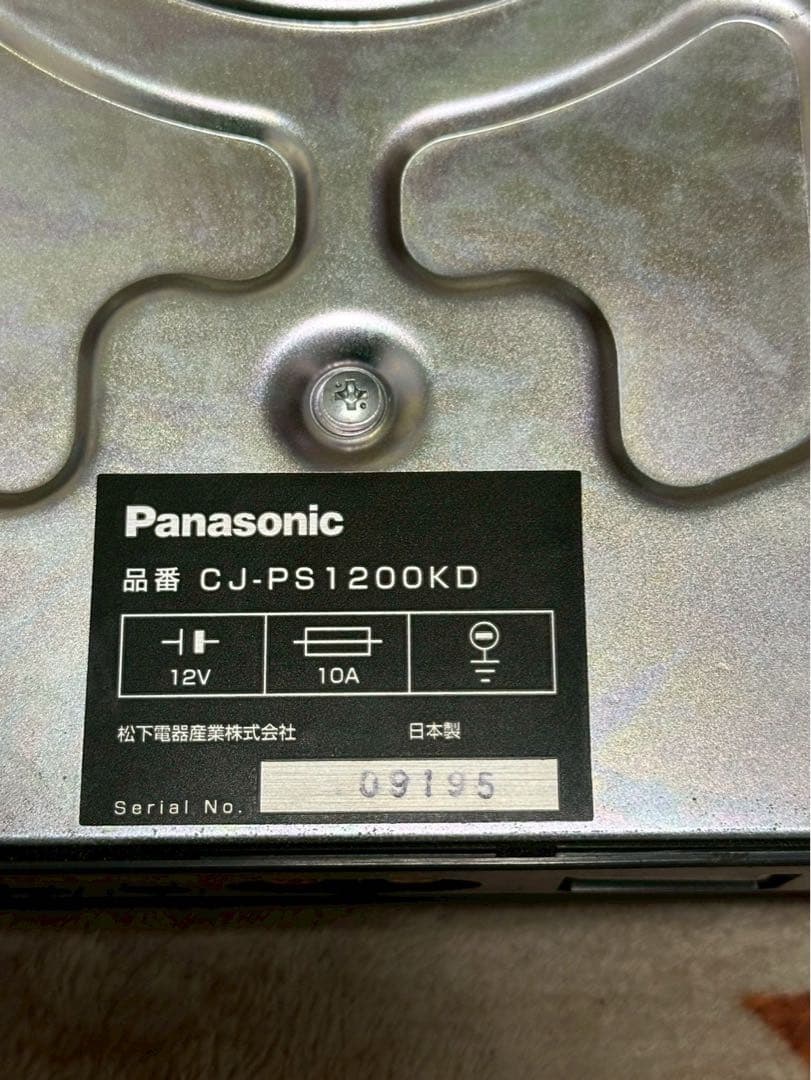 Panasonic
品番 CJ-PS1200KD
12V 10A
松下電器産業株式会社 日本製
Serial No. 09195